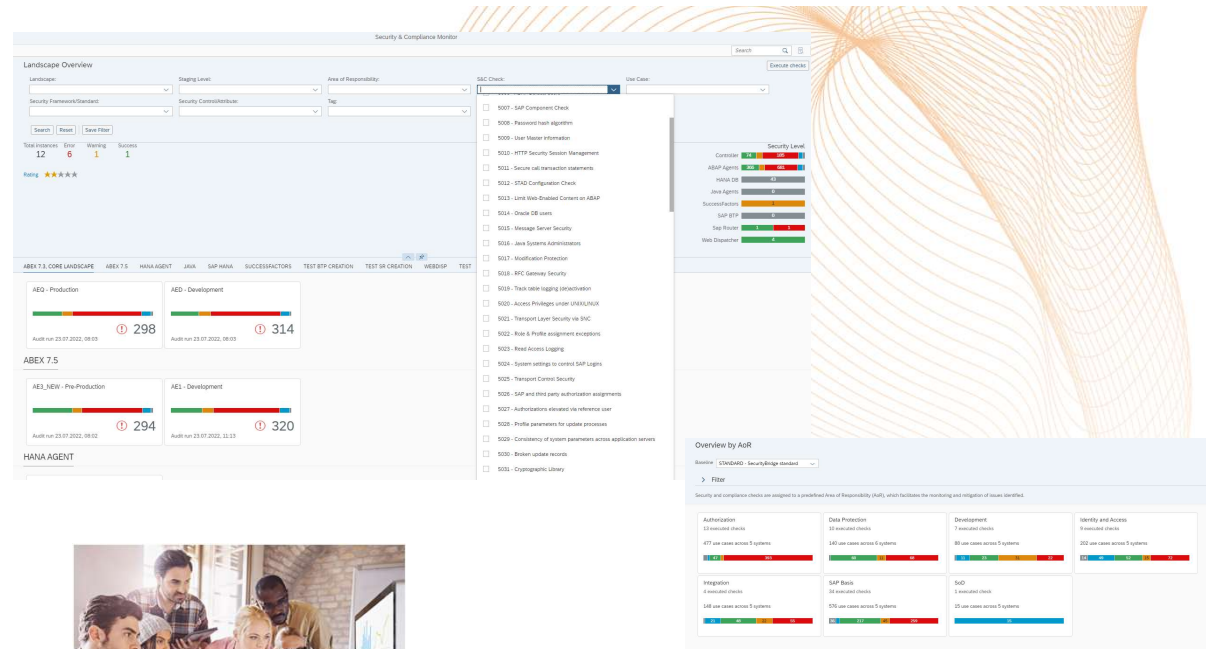 Security & Compliance Monitor
Search
Landscape Overview
Execute checks
Landscape:
Staging Level:
Area of Responsibility:
S&C Check:
Use Case:
Security Framework/Standard:
Security Control/Attribute:
Tag:
Search Reset Save Filter
Total instances Error Warning Success
12 6 1 1
Rating
5007 - SAP Component Check
5008 - Password hash algorithm
5009 - User Master Information
5010 - HTTP Security Session Management
5011 - Secure call transaction statements
5012 - STAD Configuration Check
5013 - Limit Web-Enabled Content on ABAP
5014 - Oracle DB users
5015 - Message Server Security
5016 - Java Systems Administrators
5017 - Modification Protection
5018 - RFC Gateway Security
5019 - Track table logging (de)activation
5020 - Access Privileges under UNIX/LINUX
5021 - Transport Layer Security via SNC
5022 - Role & Profile assignment exceptions
5023 - Read Access Logging
5024 - System settings to control SAP Logins
5025 - Transport Control Security
5026 - SAP and third party authorization assignments
5027 - Authorizations elevated via reference user
5028 - Profile parameters for update processes
5029 - Consistency of system parameters across application servers
5030 - Broken update records
5031 - Cryptographic Library
Security Level
Controller 74
ABAP Agents
HANA DB
Java Agents 0
SuccessFactors 1
SAP BTP 0
Sap Router 1
Web Dispatcher
ABEX 7.3. CORE LANDSCAPE ABEX 7.5 HANA AGENT JAVA SAP HANA SUCCESSFACTORS TEST BTP CREATION TEST SR CREATION WEBDISP TEST
AEQ - Production
298
Audit run 23.07.2022, 08:03
AED - Development
314
Audit run 23.07.2022, 08:03
ABEX 7.5
AE3_NEW - Pre-Production
294
Audit run 23.07.2022, 08:02
AE1 - Development
320
Audit run 23.07.2022, 11:13
HANA AGENT
Overview by AoR
Baseline STANDARD - SecurityBridge standard
Filter
Security and compliance checks are assigned to a predefined Area of Responsibility (AoR), which facilitates the monitoring and mitigation of issues identified.
Authorization
13 executed checks
477 use cases across 5 systems
Data Protection
10 executed checks
140 use cases across 6 systems
Development
7 executed checks
88 use cases across 5 systems
Identity and Access
9 executed checks
202 use cases across 5 systems
Integration
4 executed checks
148 use cases across 5 systems
SAP Basis
34 executed checks
576 use cases across 5 systems
SoD
1 executed check
15 use cases across 5 systems